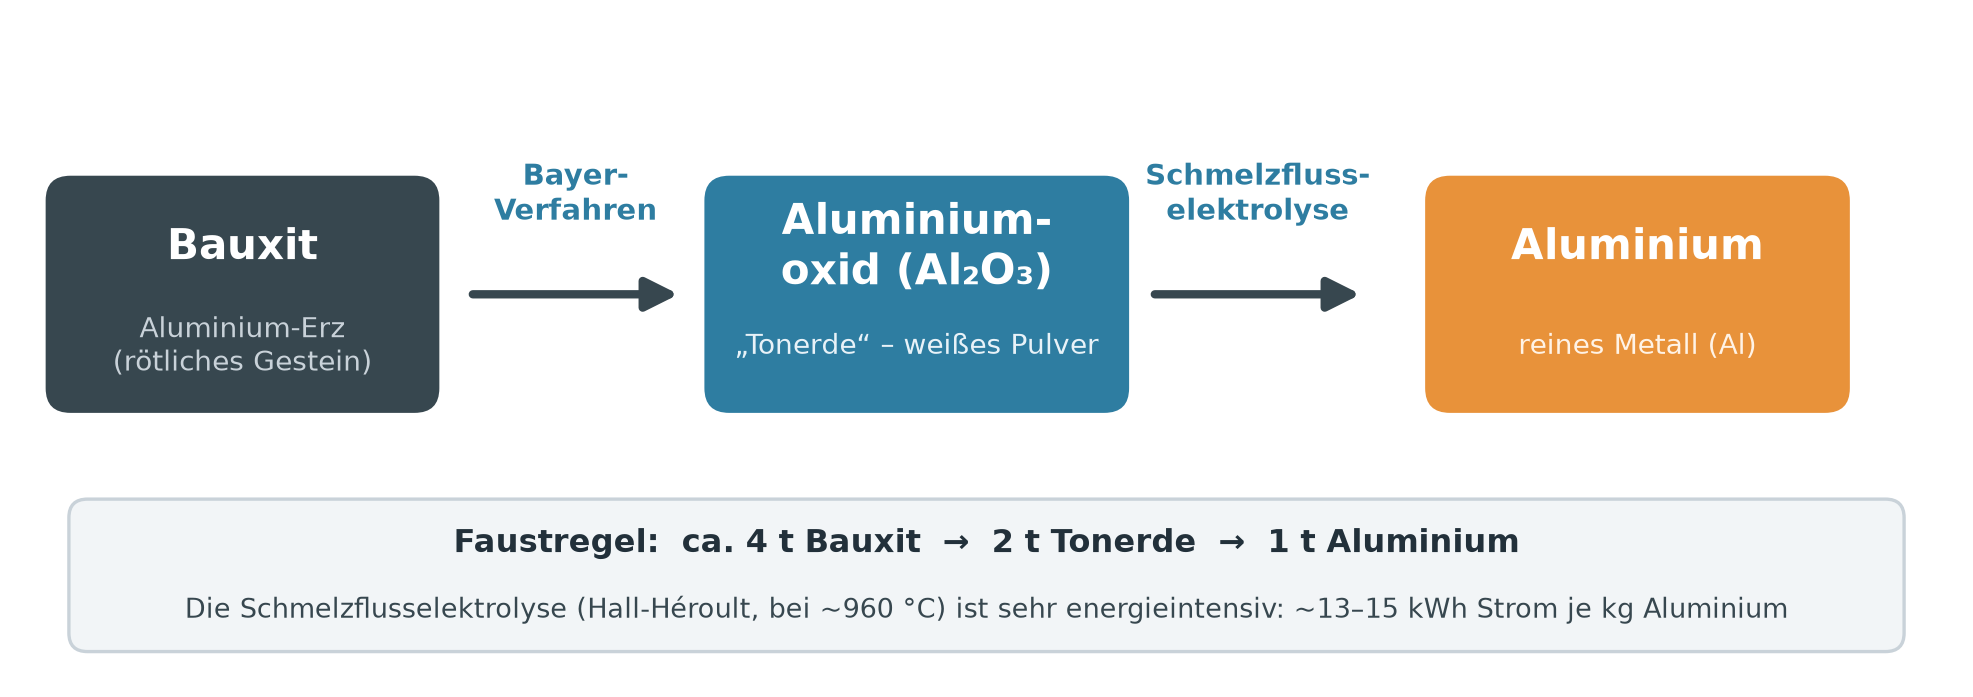 Bauxit
Aluminium-Erz
(rötliches Gestein)
Bayer-
Verfahren
Aluminium-
oxid (Al₂O₃)
„Tonerde“ – weißes Pulver
Schmelzfluss-
elektrolyse
Aluminium
reines Metall (Al)
Faustregel:  ca. 4 t Bauxit  →  2 t Tonerde  →  1 t Aluminium
Die Schmelzflusselektrolyse (Hall-Héroult, bei ~960 °C) ist sehr energieintensiv: ~13–15 kWh Strom je kg Aluminium